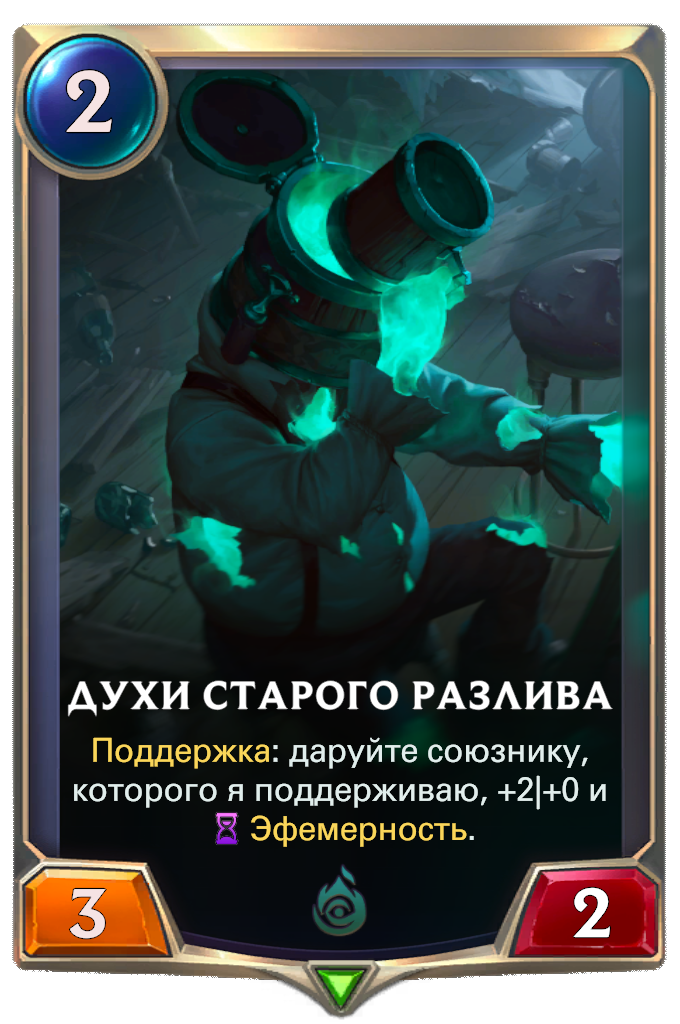 2
ДУХИ СТАРОГО РАЗЛИВА
Поддержка: даруйте союзнику,
которого я поддерживаю, +2|+0 и
Эфемерность.
3
2